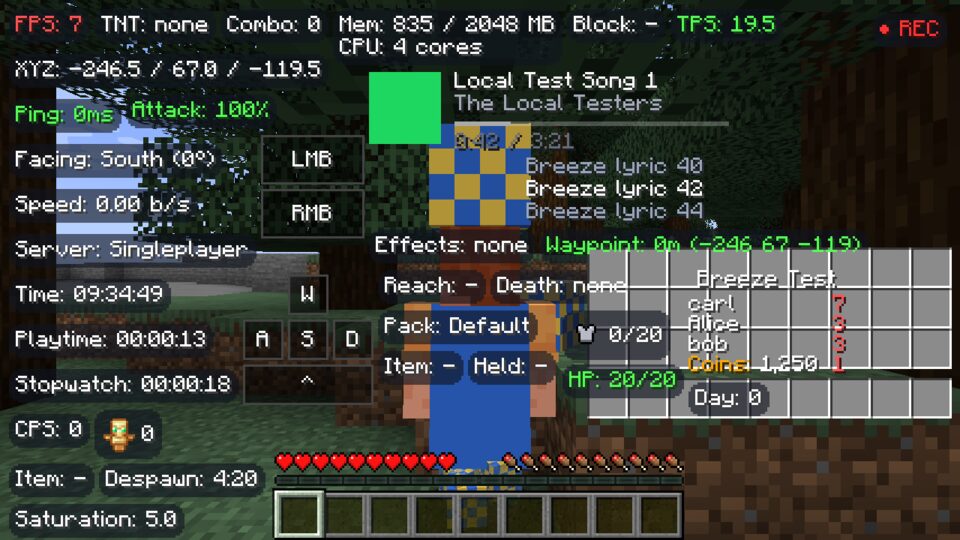 FPS: 7 TNT: none Combo: 0 Mem: 835 / 2048 MB Block: - TPS: 19.5
● REC
CPU: 4 cores
XYZ: -246.5 / 67.0 / -119.5
Local Test Song 1
The Local Testers
Ping: 0ms Attack: 100%
/ 3:21
Facing: South (0°)
LMB
Breeze lyric 40
Breeze lyric 42
Breeze lyric 44
Speed: 0.00 b/s
RMB
Server: Singleplayer
Effects: none Waypoint: 0m (-246 67 -119)
Reach: - Death: none
Breeze Test
Time: 09:34:49
W
carl 7
Pack: Default
Alice 3
Playtime: 00:00:13
A S D
0/20
bob 3
Item: - Held: -
Coins: 1,250 1
Stopwatch: 00:00:18
^
HP: 20/20
Day: 0
CPS: 0
0
Item: - Despawn: 4:20
Saturation: 5.0